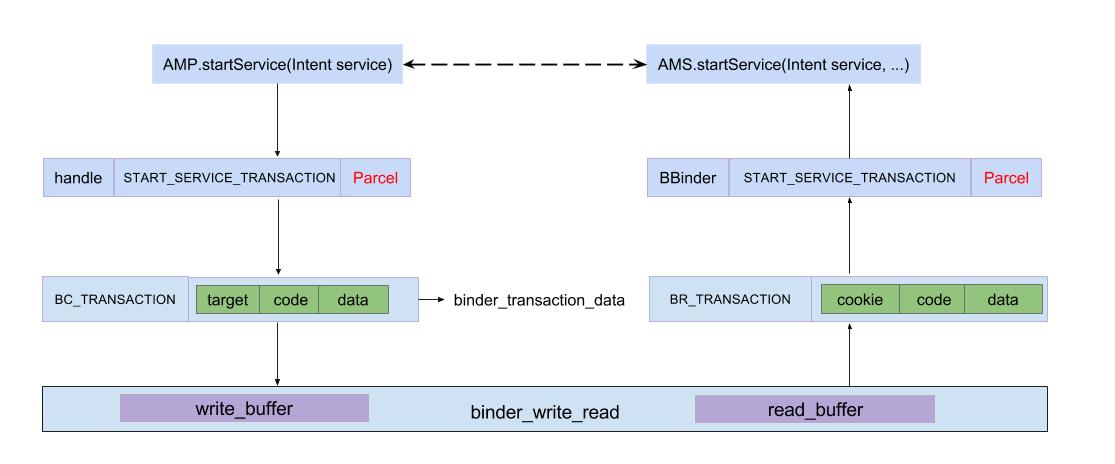 AMP.startService(Intent service)
AMS.startService(Intent service, ...)
handle
START_SERVICE_TRANSACTION
Parcel
BBinder
START_SERVICE_TRANSACTION
Parcel
BC_TRANSACTION
target
code
data
binder_transaction_data
BR_TRANSACTION
cookie
code
data
write_buffer
binder_write_read
read_buffer